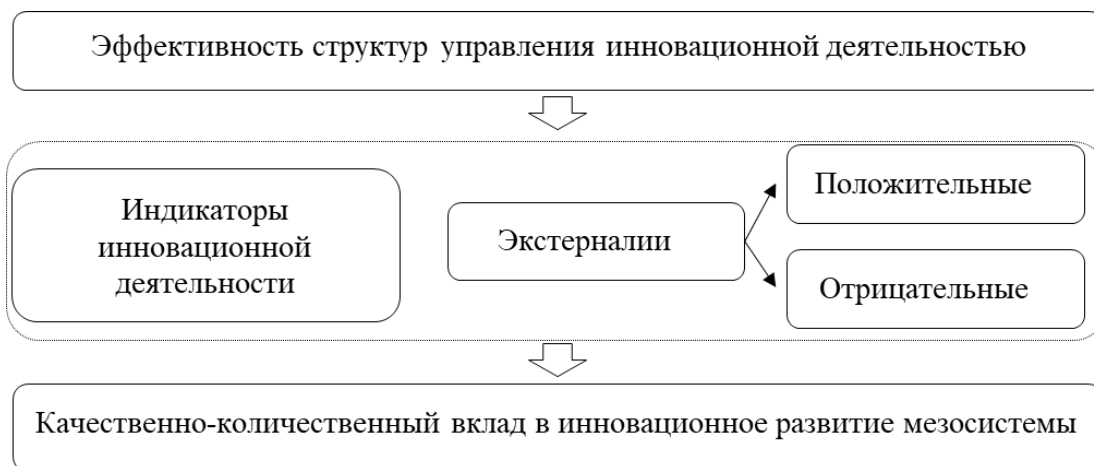 Эффективность структур управления инновационной деятельностью
Индикаторы
инновационной
деятельности
Экстерналии
Положительные
Отрицательные
Качественно-количественный вклад в инновационное развитие мезосистемы